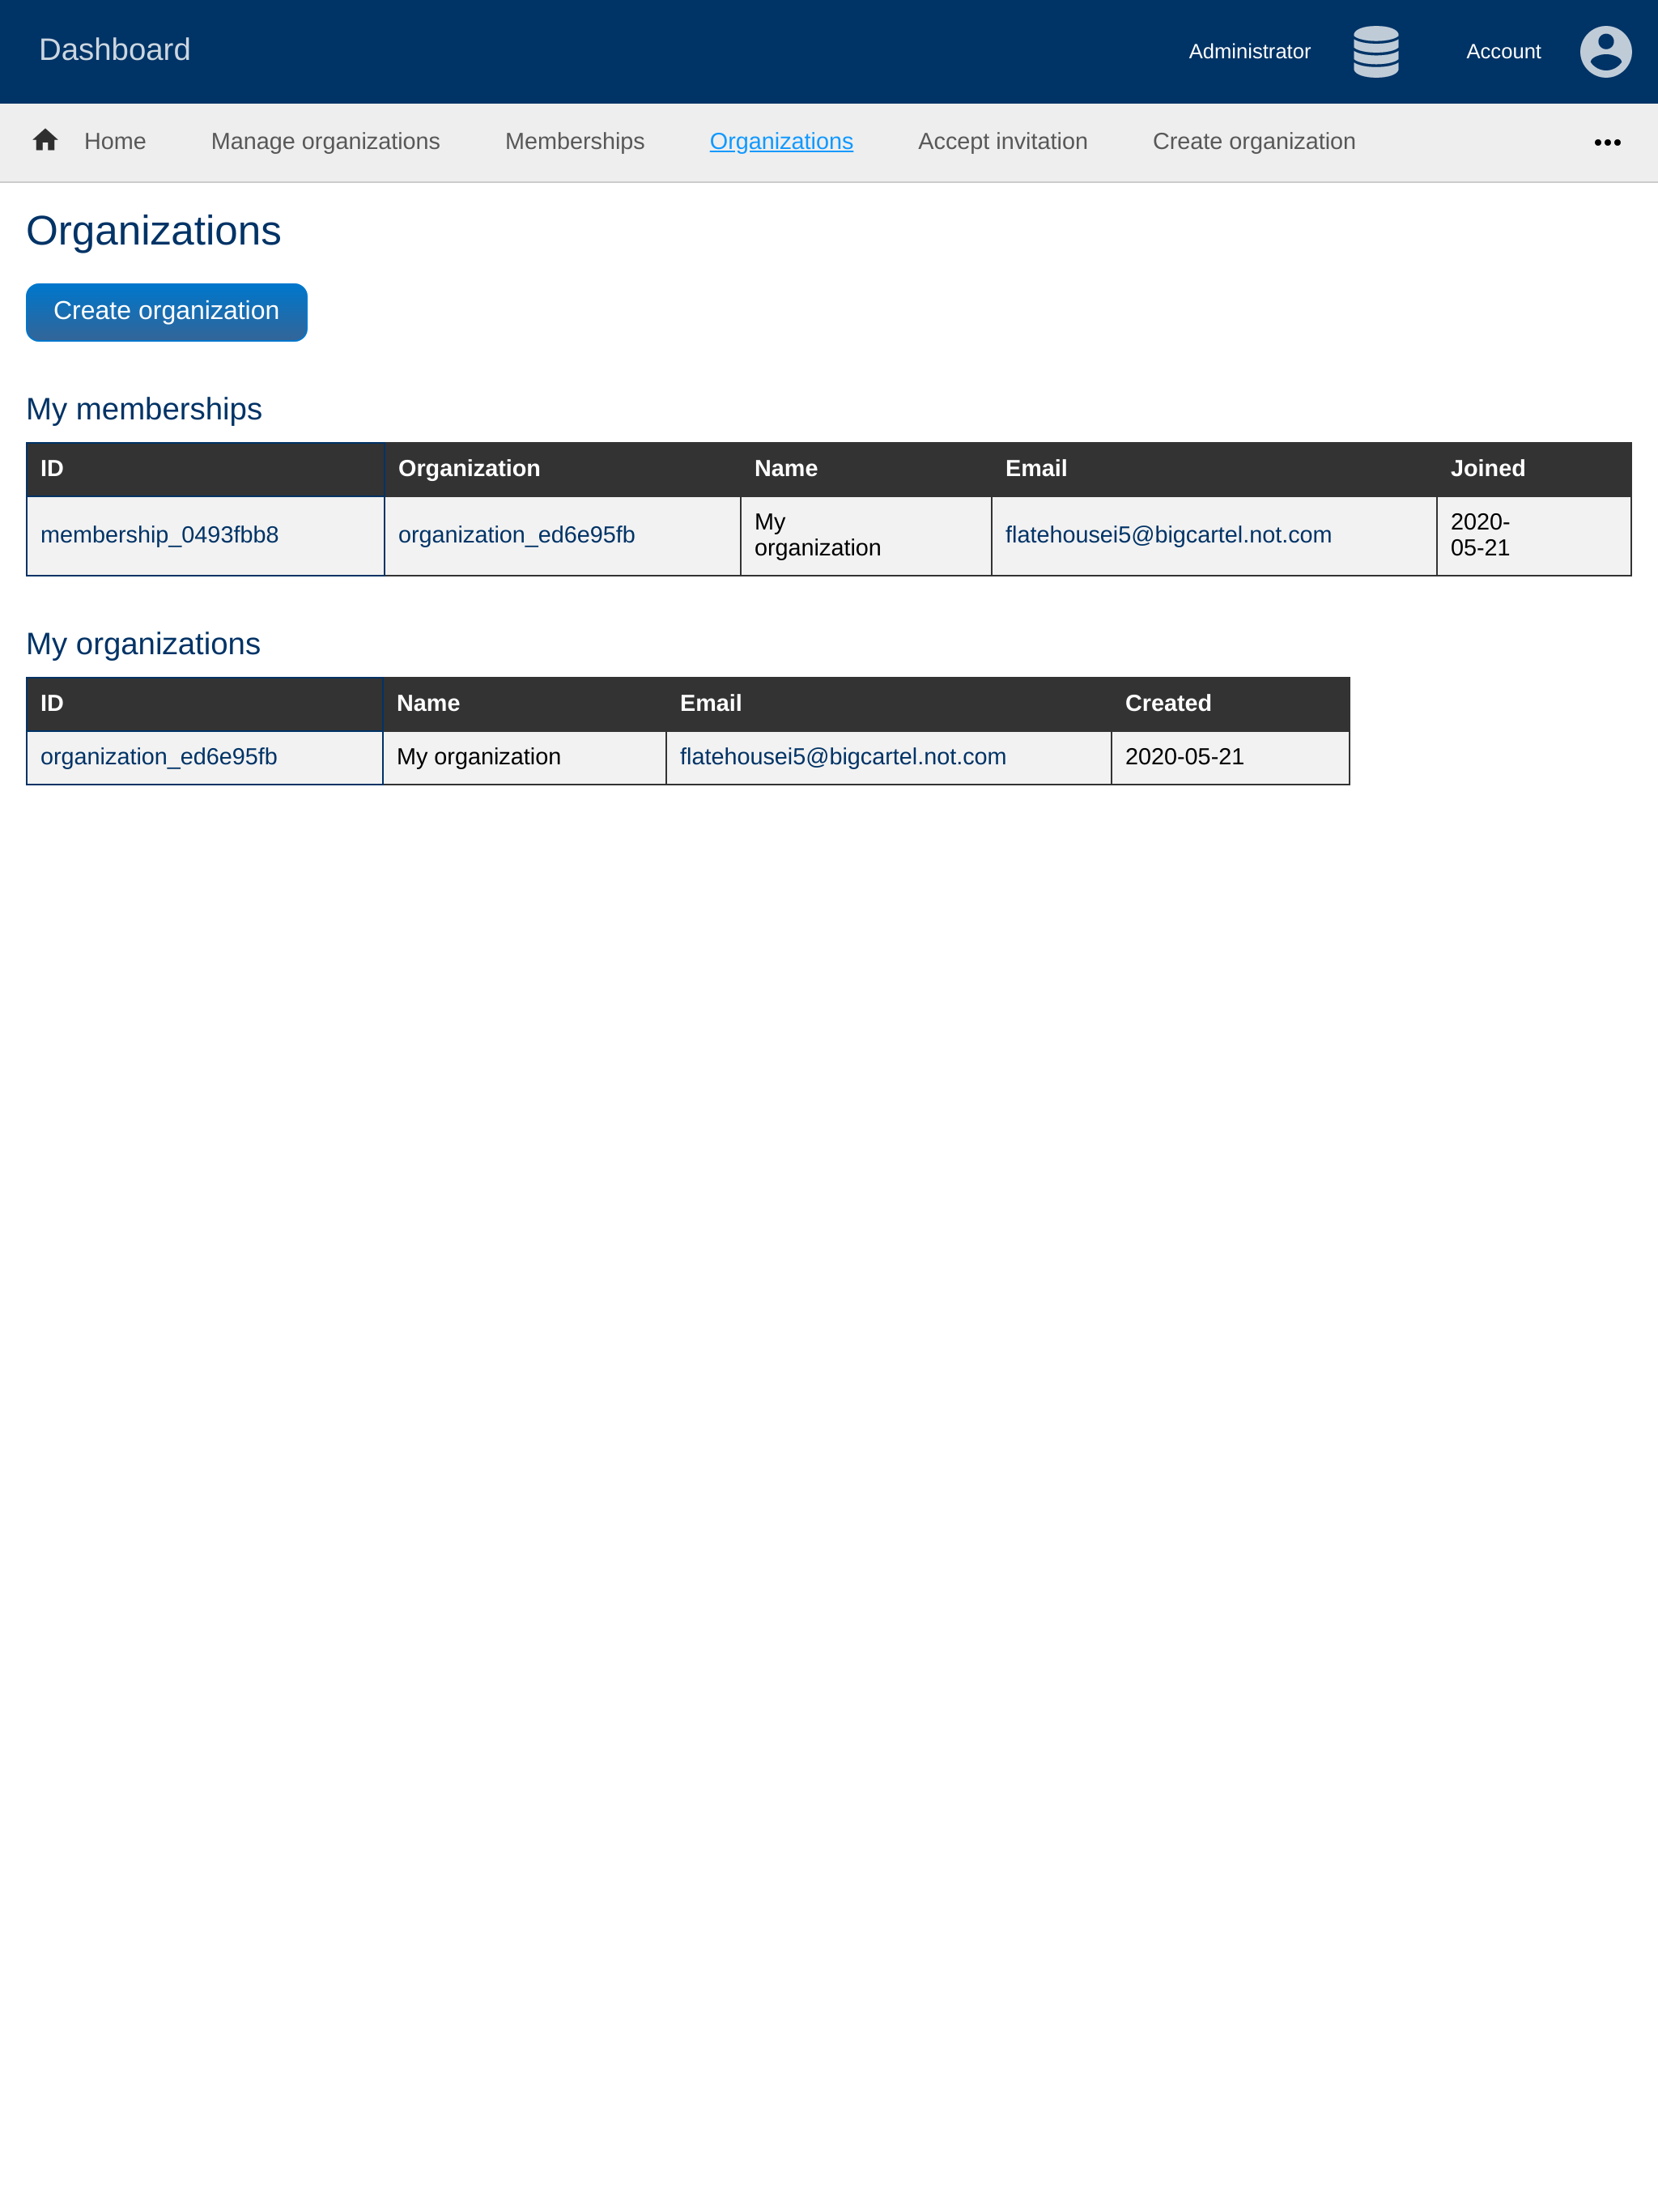 Dashboard
Administrator
Account
Home Manage organizations Memberships Organizations Accept invitation Create organization
Organizations
Create organization
My memberships
ID Organization Name Email Joined
membership_0493fbb8 organization_ed6e95fb My organization flatehousei5@bigcartel.not.com 2020-05-21
My organizations
ID Name Email Created
organization_ed6e95fb My organization flatehousei5@bigcartel.not.com 2020-05-21